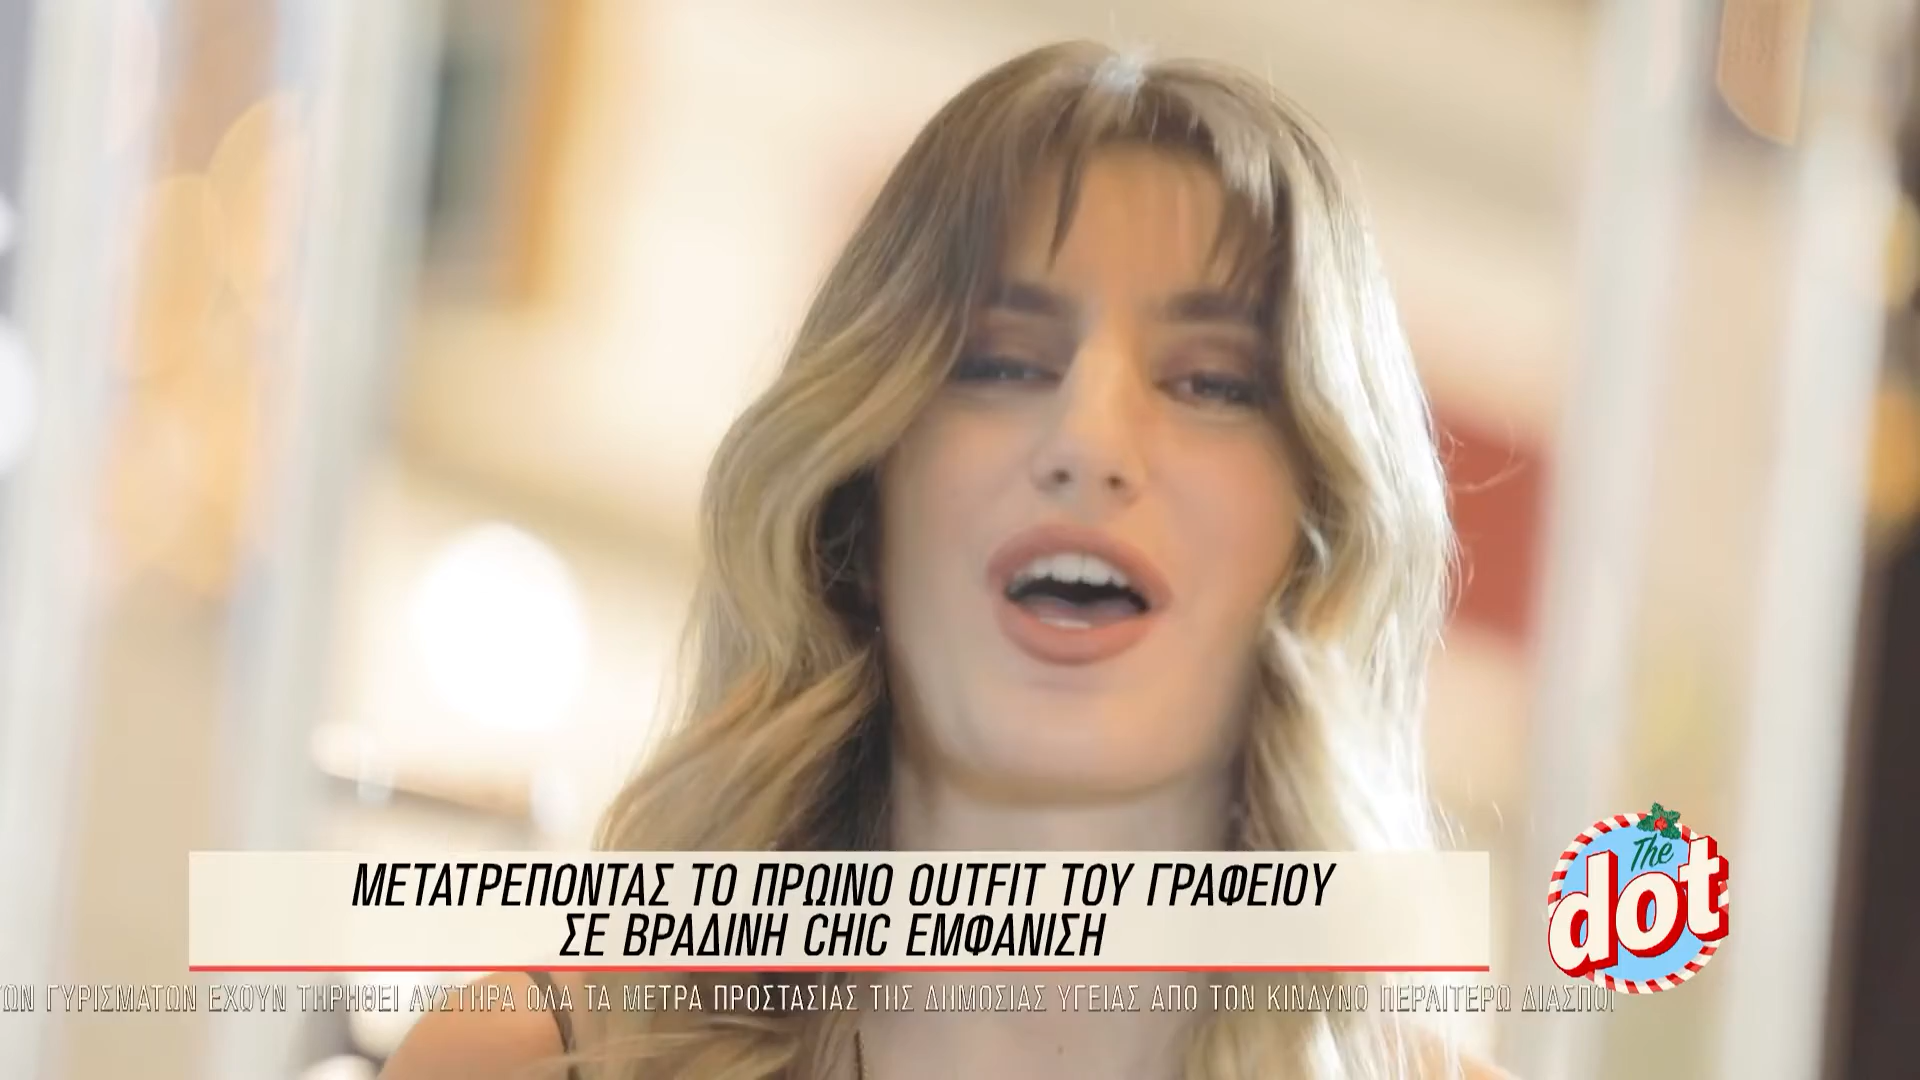 ΜΕΤΑΤΡΕΠΟΝΤΑΣ ΤΟ ΠΡΩΙΝΟ OUTFIT ΤΟΥ ΓΡΑΦΕΙΟΥ
ΣΕ ΒΡΑΔΙΝΗ CHIC ΕΜΦΑΝΙΣΗ
The
dot
ΤΩΝ ΓΥΡΙΣΜΑΤΩΝ ΕΧΟΥΝ ΤΗΡΗΘΕΙ ΑΥΣΤΗΡΑ ΟΛΑ ΤΑ ΜΕΤΡΑ ΠΡΟΣΤΑΣΙΑΣ ΤΗΣ ΔΗΜΟΣΙΑΣ ΥΓΕΙΑΣ ΑΠΟ ΤΟΝ ΚΙΝΔΥΝΟ ΠΕΡΑΙΤΕΡΩ